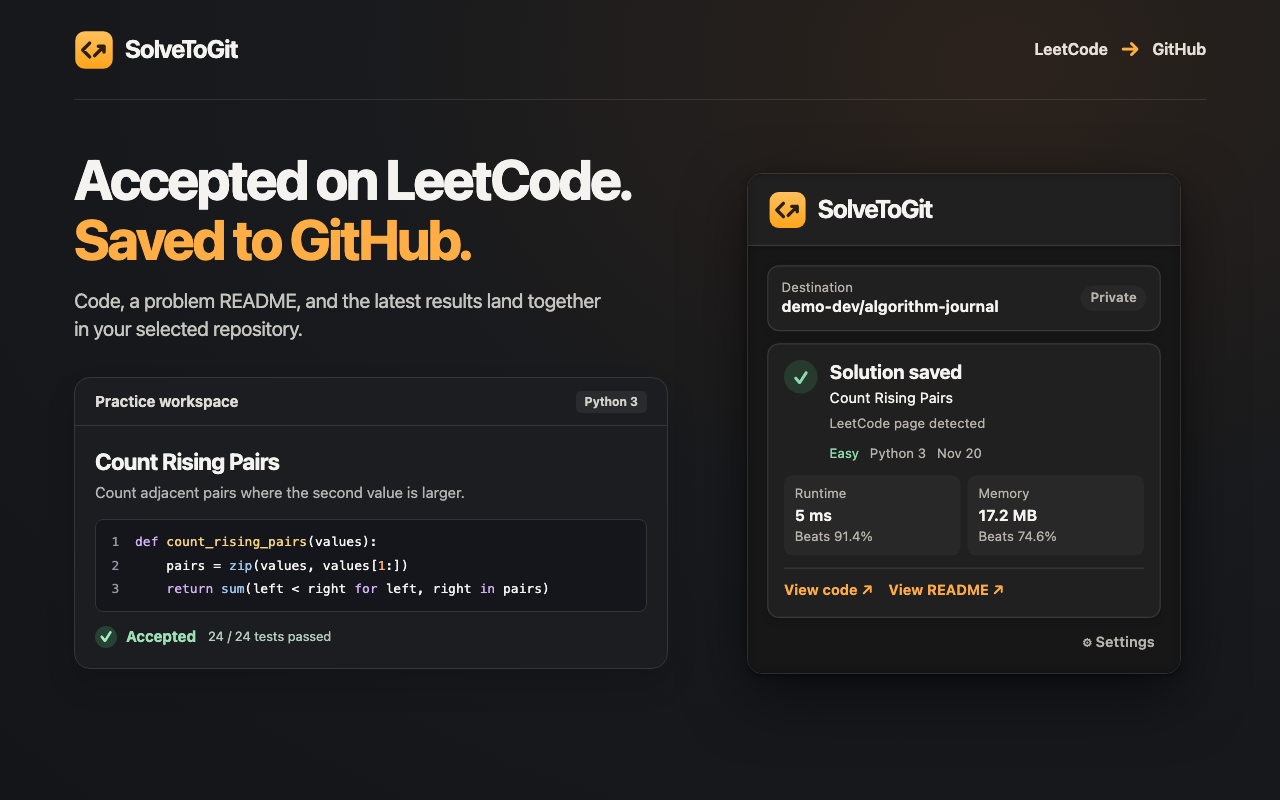 SolveToGit
LeetCode → GitHub
Accepted on LeetCode.
Saved to GitHub.
Code, a problem README, and the latest results land together
in your selected repository.
Practice workspace
Python 3
Count Rising Pairs
Count adjacent pairs where the second value is larger.
1 def count_rising_pairs(values):
2     pairs = zip(values, values[1:])
3     return sum(left < right for left, right in pairs)
Accepted 24 / 24 tests passed
SolveToGit
Destination
demo-dev/algorithm-journal
Private
Solution saved
Count Rising Pairs
LeetCode page detected
Easy Python 3 Nov 20
Runtime
5 ms
Beats 91.4%
Memory
17.2 MB
Beats 74.6%
View code ↗ View README ↗
⚙ Settings